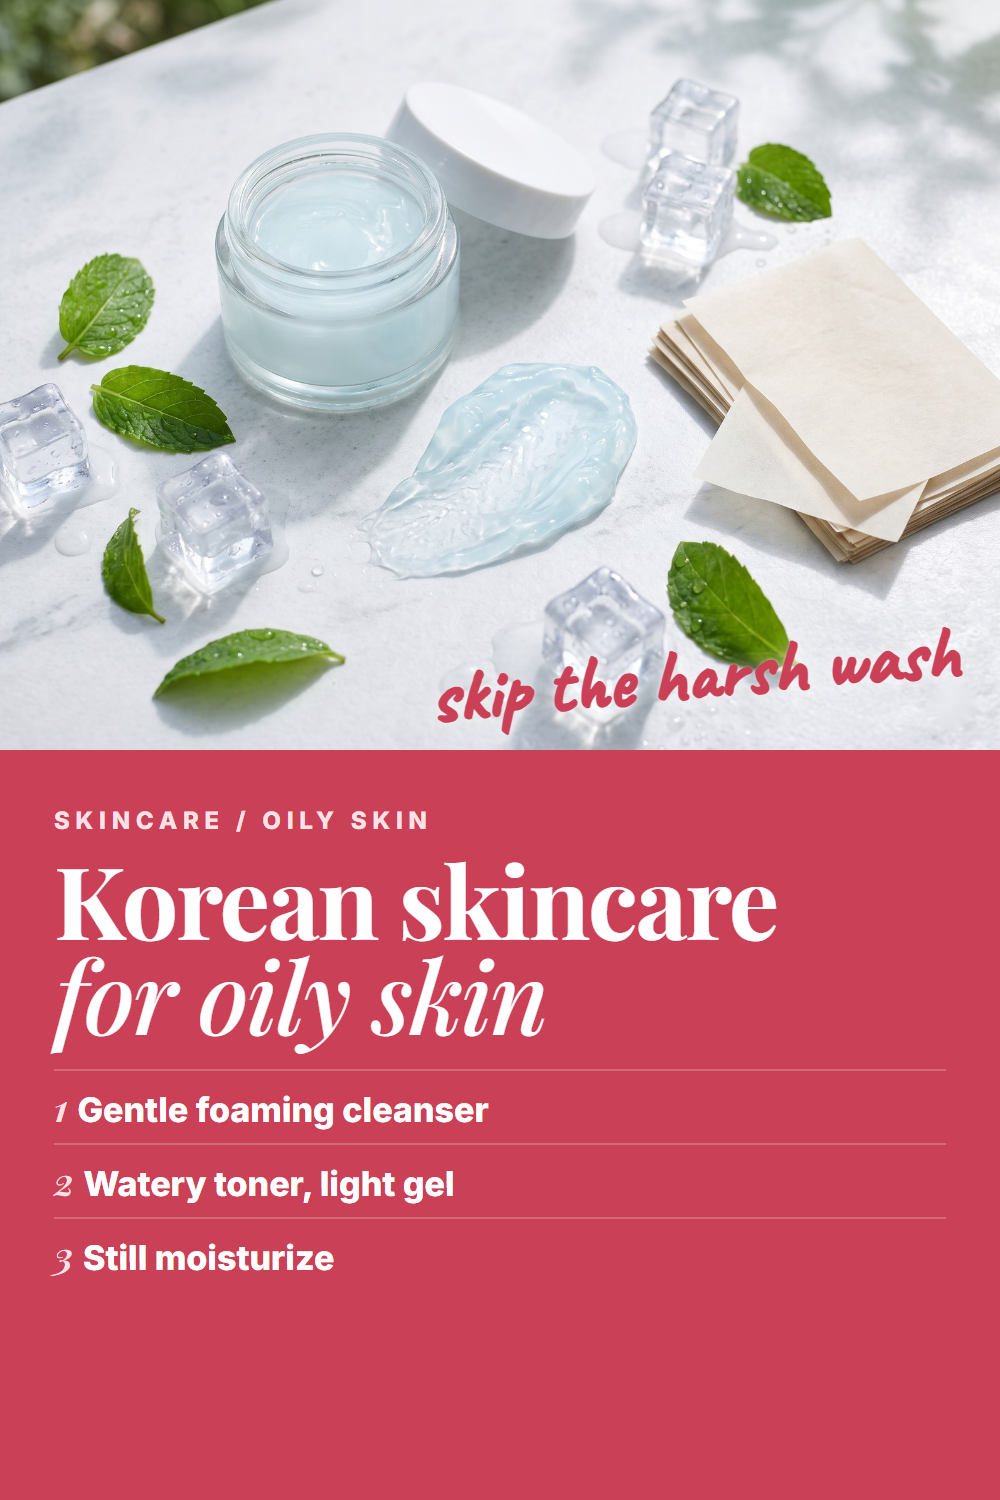 skip the harsh wash
SKINCARE / OILY SKIN
Korean skincare
for oily skin
1 Gentle foaming cleanser
2 Watery toner, light gel
3 Still moisturize